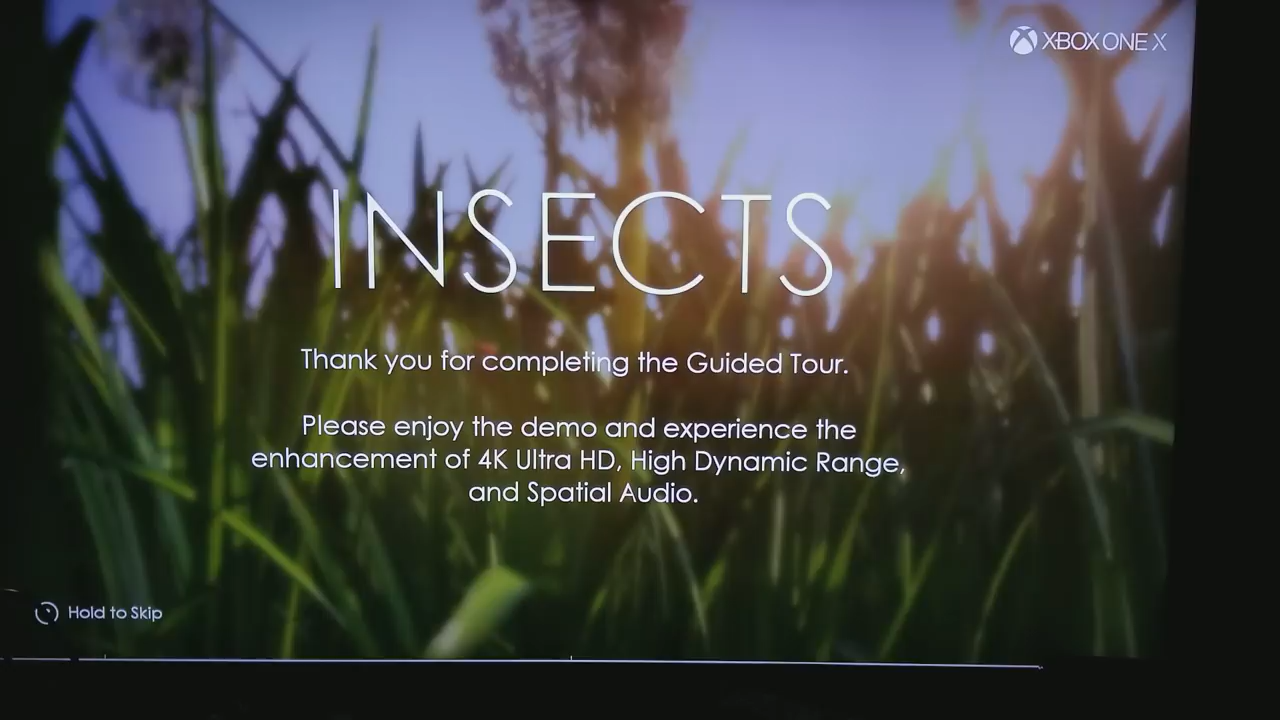 XBOX ONE X
INSECTS
Thank you for completing the Guided Tour.
Please enjoy the demo and experience the
enhancement of 4K Ultra HD, High Dynamic Range,
and Spatial Audio.
Hold to Skip